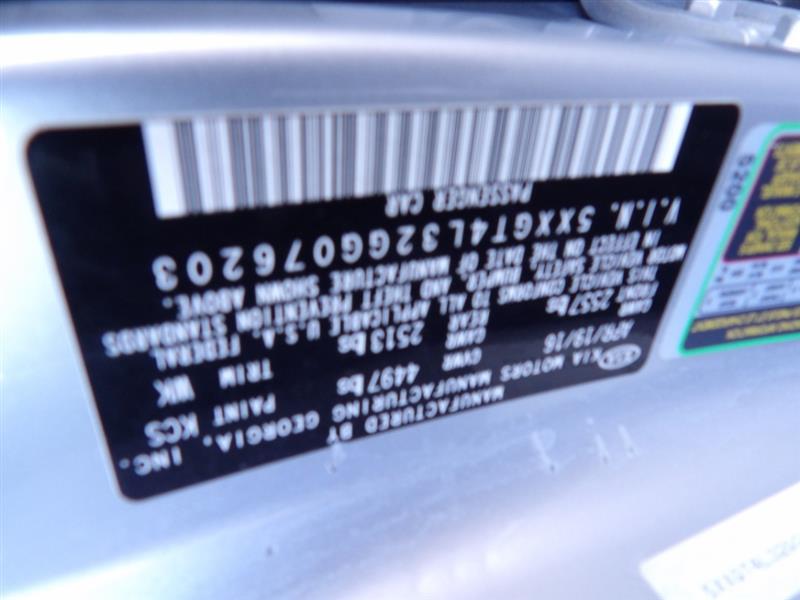 MANUFACTURED BY
KIA MOTORS MANUFACTURING GEORGIA, INC.
APR/19/16 GVWR 4497 lbs PAINT KCS
GAWR FRONT 2557 lbs GAWR REAR 2513 lbs TRIM WK
THIS VEHICLE CONFORMS TO ALL APPLICABLE U.S.A. FEDERAL
MOTOR VEHICLE SAFETY, BUMPER, AND THEFT PREVENTION STANDARDS
IN EFFECT ON THE DATE OF MANUFACTURE SHOWN ABOVE.
V.I.N. 5XXGT4L32GG076203
PASSENGER CAR